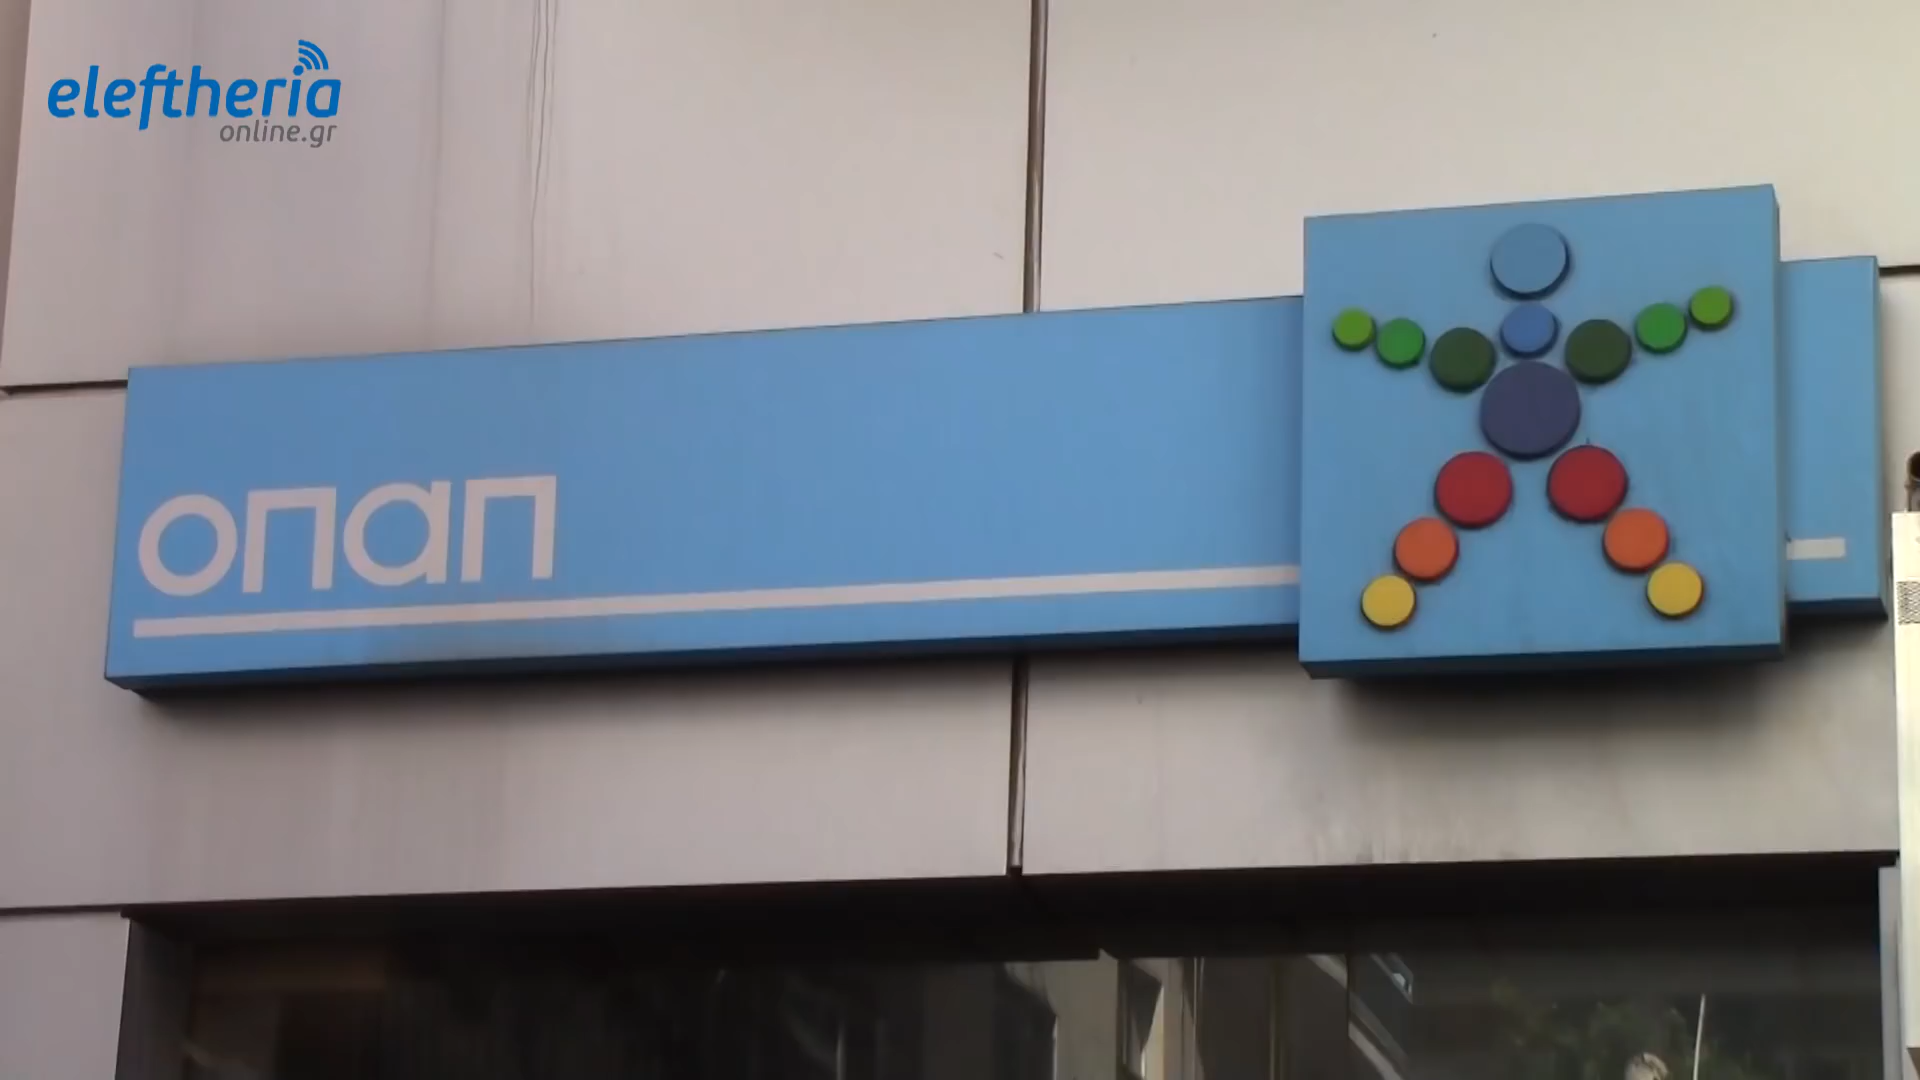 eleftheria
online.gr
οπαπ